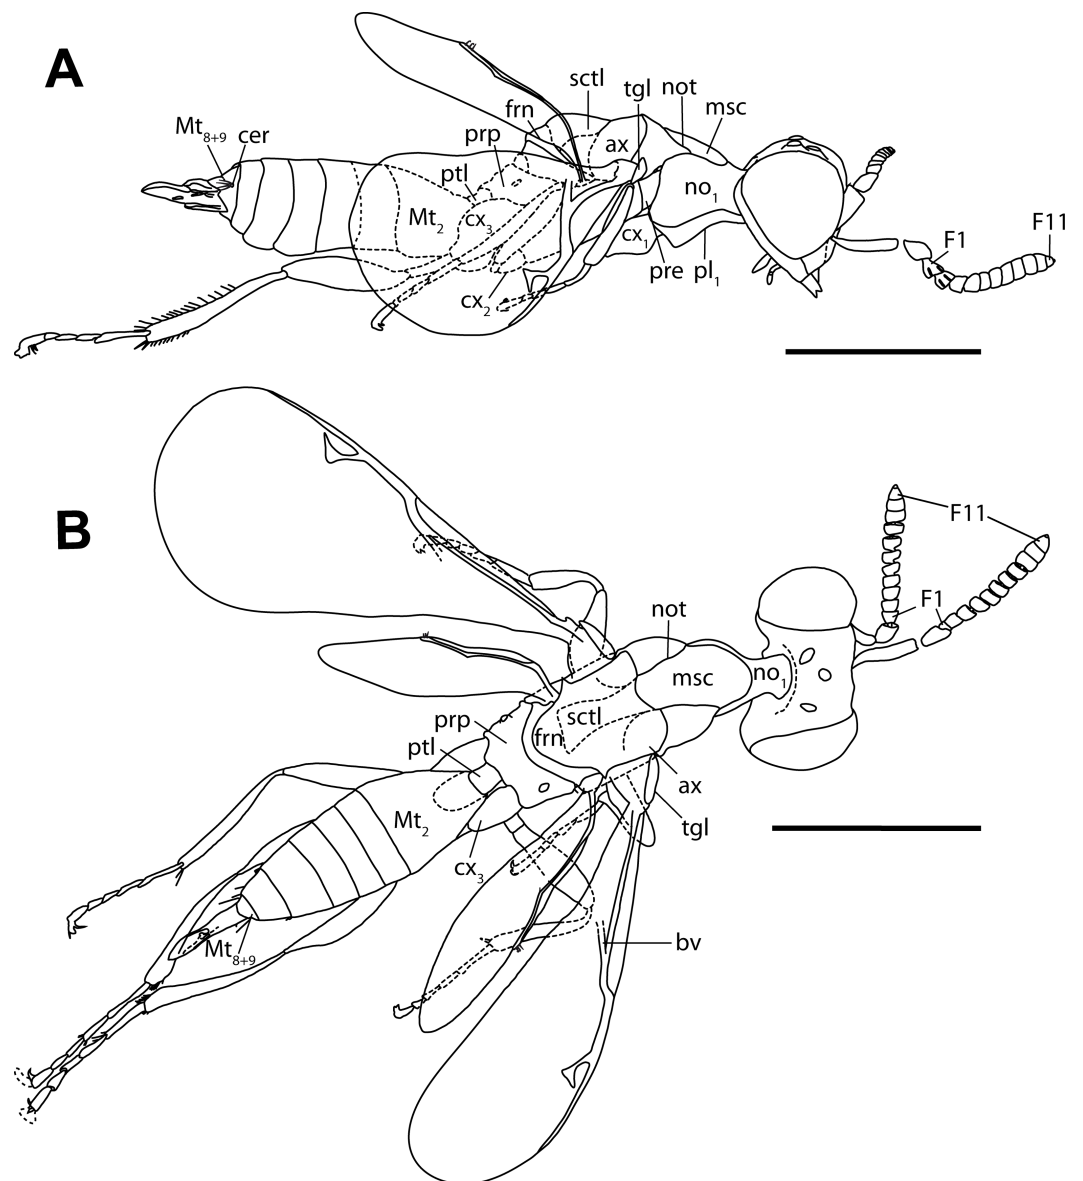 A
sctl
tgl
not
msc
frn
Mt8+9
cer
prp
ax
ptl
no1
Mt2
cx3
cx1
F1
F11
pre
pl1
cx2
B
F11
F1
not
no1
msc
sctl
prp
frn
ptl
ax
Mt2
tgl
cx3
Mt8+9
bv